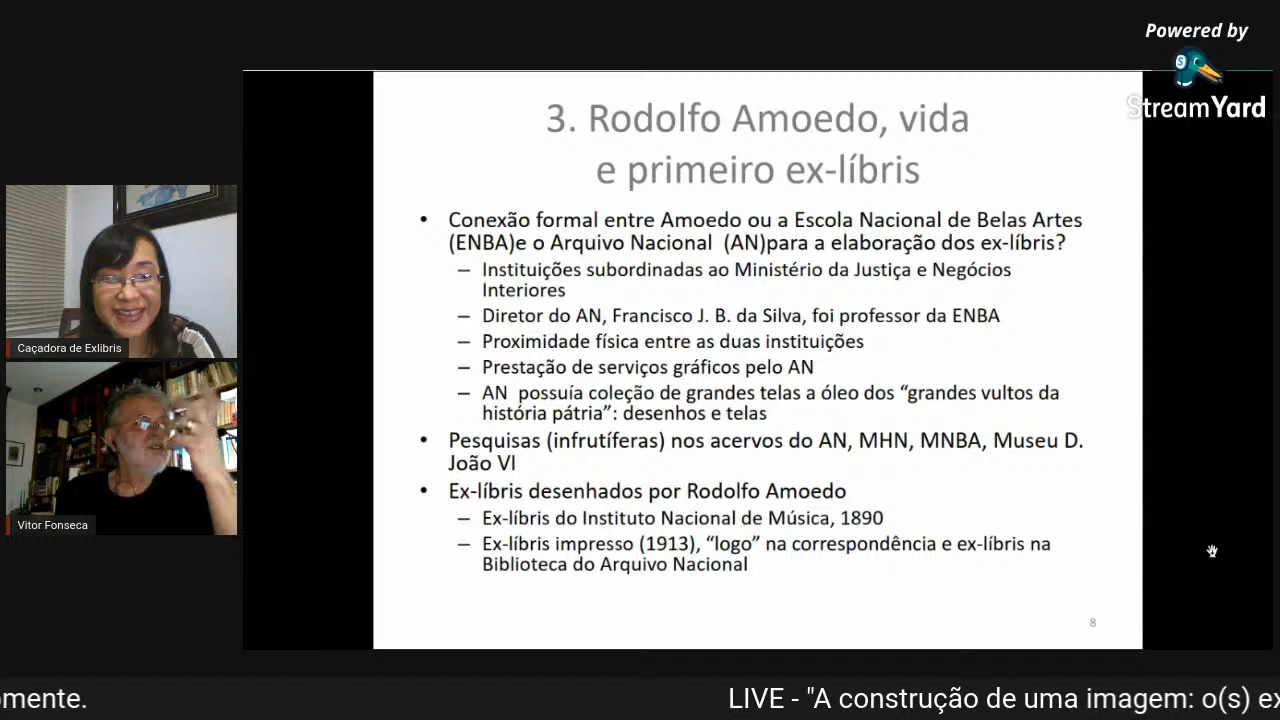 Powered by
StreamYard
3. Rodolfo Amoedo, vida
e primeiro ex-líbris
• Conexão formal entre Amoedo ou a Escola Nacional de Belas Artes
(ENBA)e o Arquivo Nacional (AN)para a elaboração dos ex-líbris?
– Instituições subordinadas ao Ministério da Justiça e Negócios
Interiores
– Diretor do AN, Francisco J. B. da Silva, foi professor da ENBA
– Proximidade física entre as duas instituições
– Prestação de serviços gráficos pelo AN
– AN possuía coleção de grandes telas a óleo dos “grandes vultos da
história pátria”: desenhos e telas
• Pesquisas (infrutíferas) nos acervos do AN, MHN, MNBA, Museu D.
João VI
• Ex-líbris desenhados por Rodolfo Amoedo
– Ex-líbris do Instituto Nacional de Música, 1890
– Ex-líbris impresso (1913), “logo” na correspondência e ex-líbris na
Biblioteca do Arquivo Nacional
8
Caçadora de Exlibris
Vitor Fonseca
omente.
LIVE - "A construção de uma imagem: o(s) ex